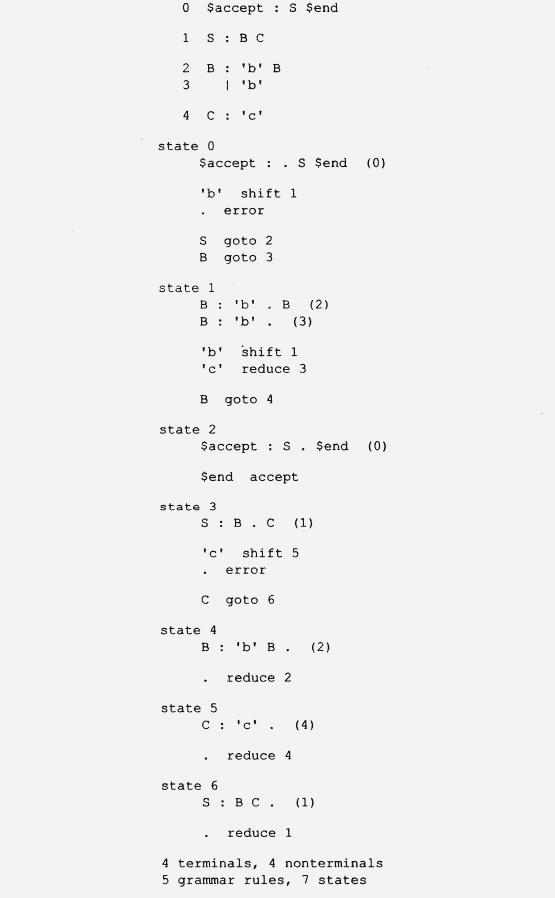 0  $accept : S $end
1  S : B C
2  B : 'b' B
3    | 'b'
4  C : 'c'
state 0
$accept : . S $end  (0)
'b'  shift 1
.  error
S  goto 2
B  goto 3
state 1
B : 'b' . B  (2)
B : 'b' .  (3)
'b'  shift 1
'c'  reduce 3
B  goto 4
state 2
$accept : S . $end  (0)
$end  accept
state 3
S : B . C  (1)
'c'  shift 5
.  error
C  goto 6
state 4
B : 'b' B .  (2)
.  reduce 2
state 5
C : 'c' .  (4)
.  reduce 4
state 6
S : B C .  (1)
.  reduce 1
4 terminals, 4 nonterminals
5 grammar rules, 7 states